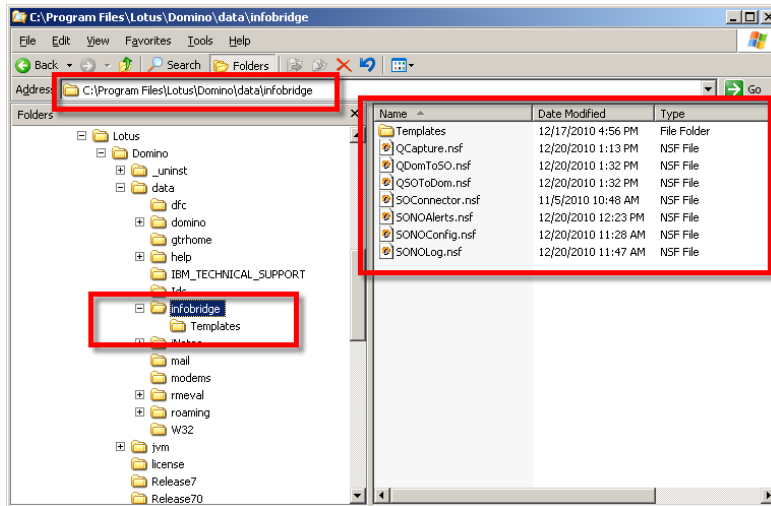 C:\Program Files\Lotus\Domino\data\infobridge
File Edit View Favorites Tools Help
Back Search Folders
Address C:\Program Files\Lotus\Domino\data\infobridge Go
Folders
Lotus
Domino
_uninst
data
dfc
domino
gtrhome
help
IBM_TECHNICAL_SUPPORT
infobridge
Templates
iNotes
mail
modems
rmeval
roaming
W32
jvm
license
Release7
Release70
Name Date Modified Type
Templates 12/17/2010 4:56 PM File Folder
QCapture.nsf 12/20/2010 1:13 PM NSF File
QDomToSO.nsf 12/20/2010 1:32 PM NSF File
QSOToDom.nsf 12/20/2010 1:32 PM NSF File
SOConnector.nsf 11/5/2010 10:48 AM NSF File
SONOAlerts.nsf 12/20/2010 12:23 PM NSF File
SONOConfig.nsf 12/20/2010 11:28 AM NSF File
SONOLog.nsf 12/20/2010 11:47 AM NSF File